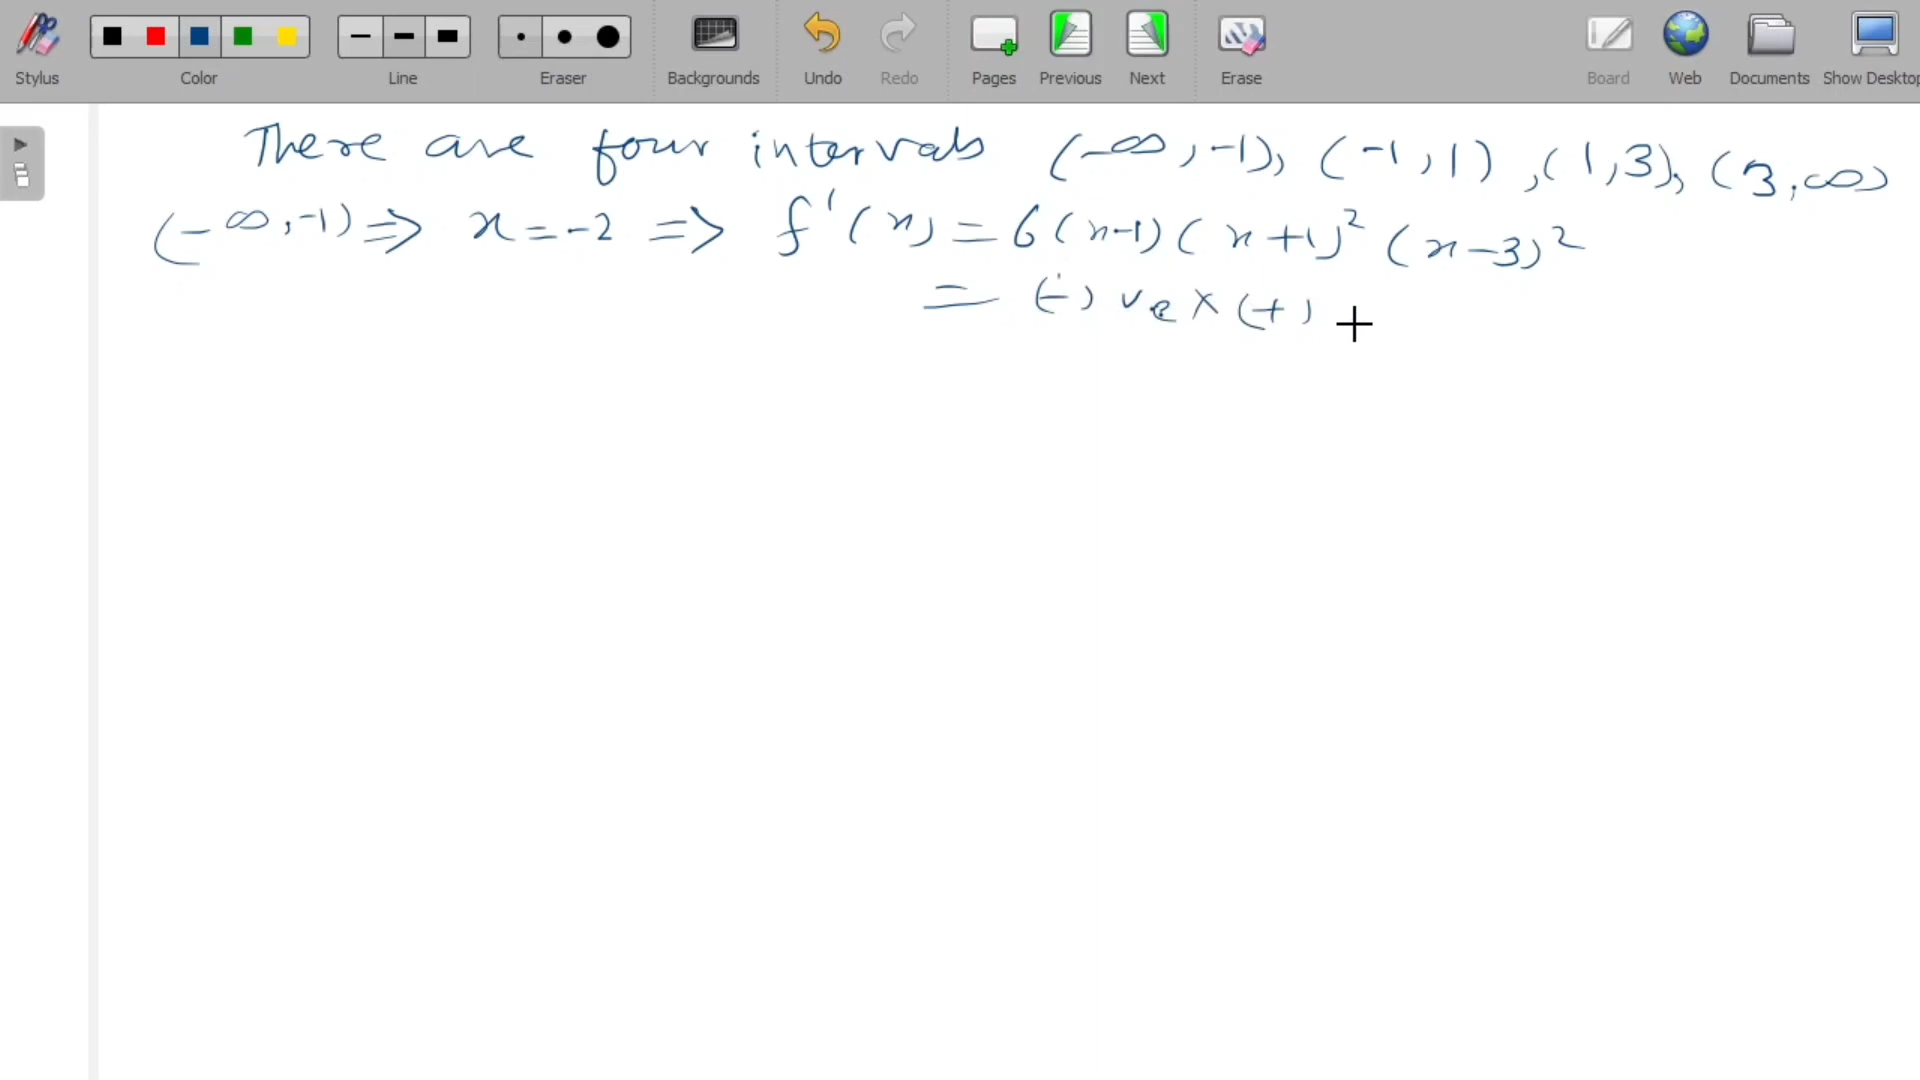 Stylus Color Line Eraser Backgrounds Undo Redo Pages Previous Next Erase Board Web Documents Show Desktop
There are four intervals (-∞, -1), (-1, 1), (1, 3), (3, ∞)
(-∞, -1) => x = -2 => f'(x) = 6(x-1)(x+1)² (x-3)²
= (-) ve × (+)